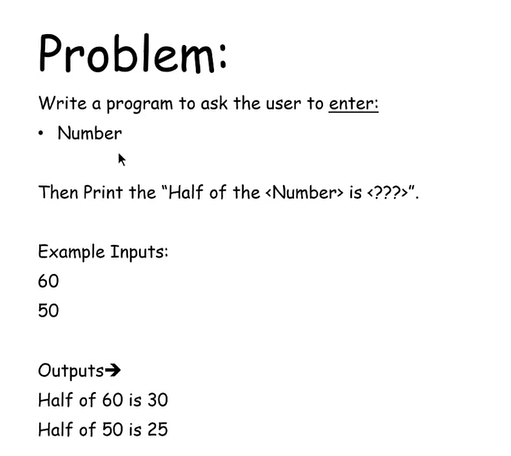 Problem:
Write a program to ask the user to enter:
• Number
Then Print the “Half of the <Number> is <???>”.
Example Inputs:
60
50
Outputs➔
Half of 60 is 30
Half of 50 is 25